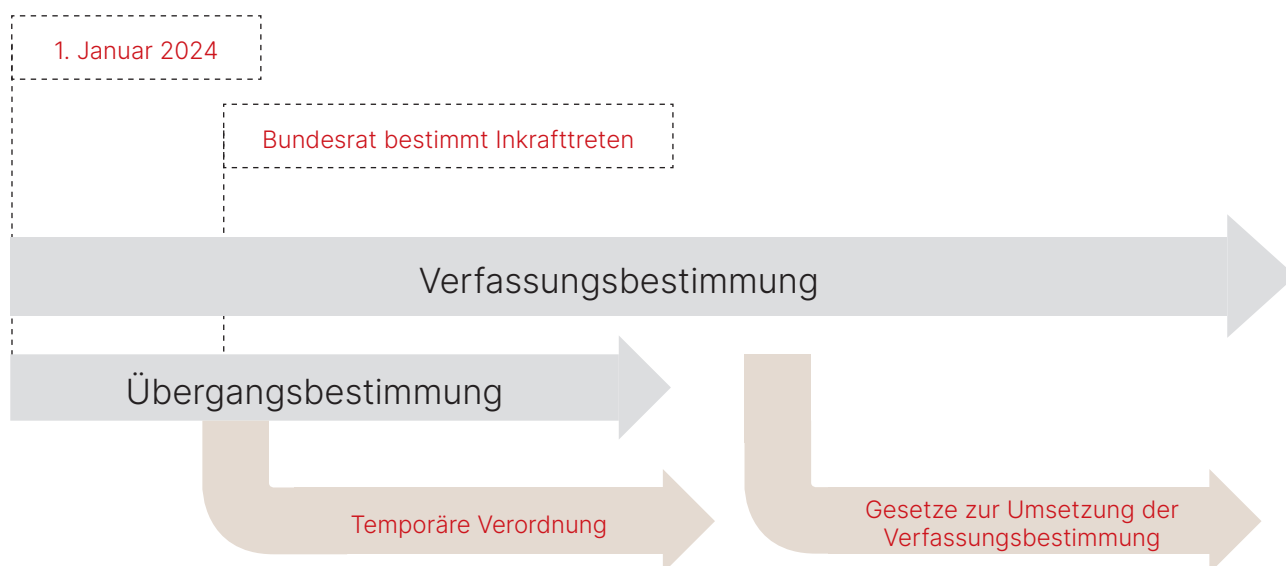 1. Januar 2024
Bundesrat bestimmt Inkrafttreten
Verfassungsbestimmung
Übergangsbestimmung
Temporäre Verordnung
Gesetze zur Umsetzung der
Verfassungsbestimmung